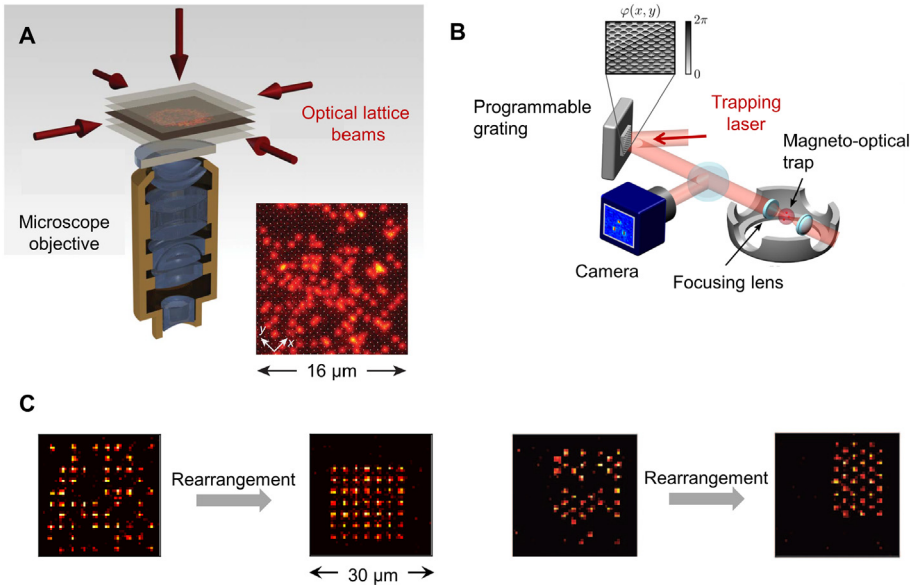 A
Optical lattice
beams
Microscope
objective
y
x
16 µm
B
φ(x, y)
2π
0
Programmable
grating
Trapping
laser
Magneto-optical
trap
Camera
Focusing lens
C
Rearrangement
30 µm
Rearrangement